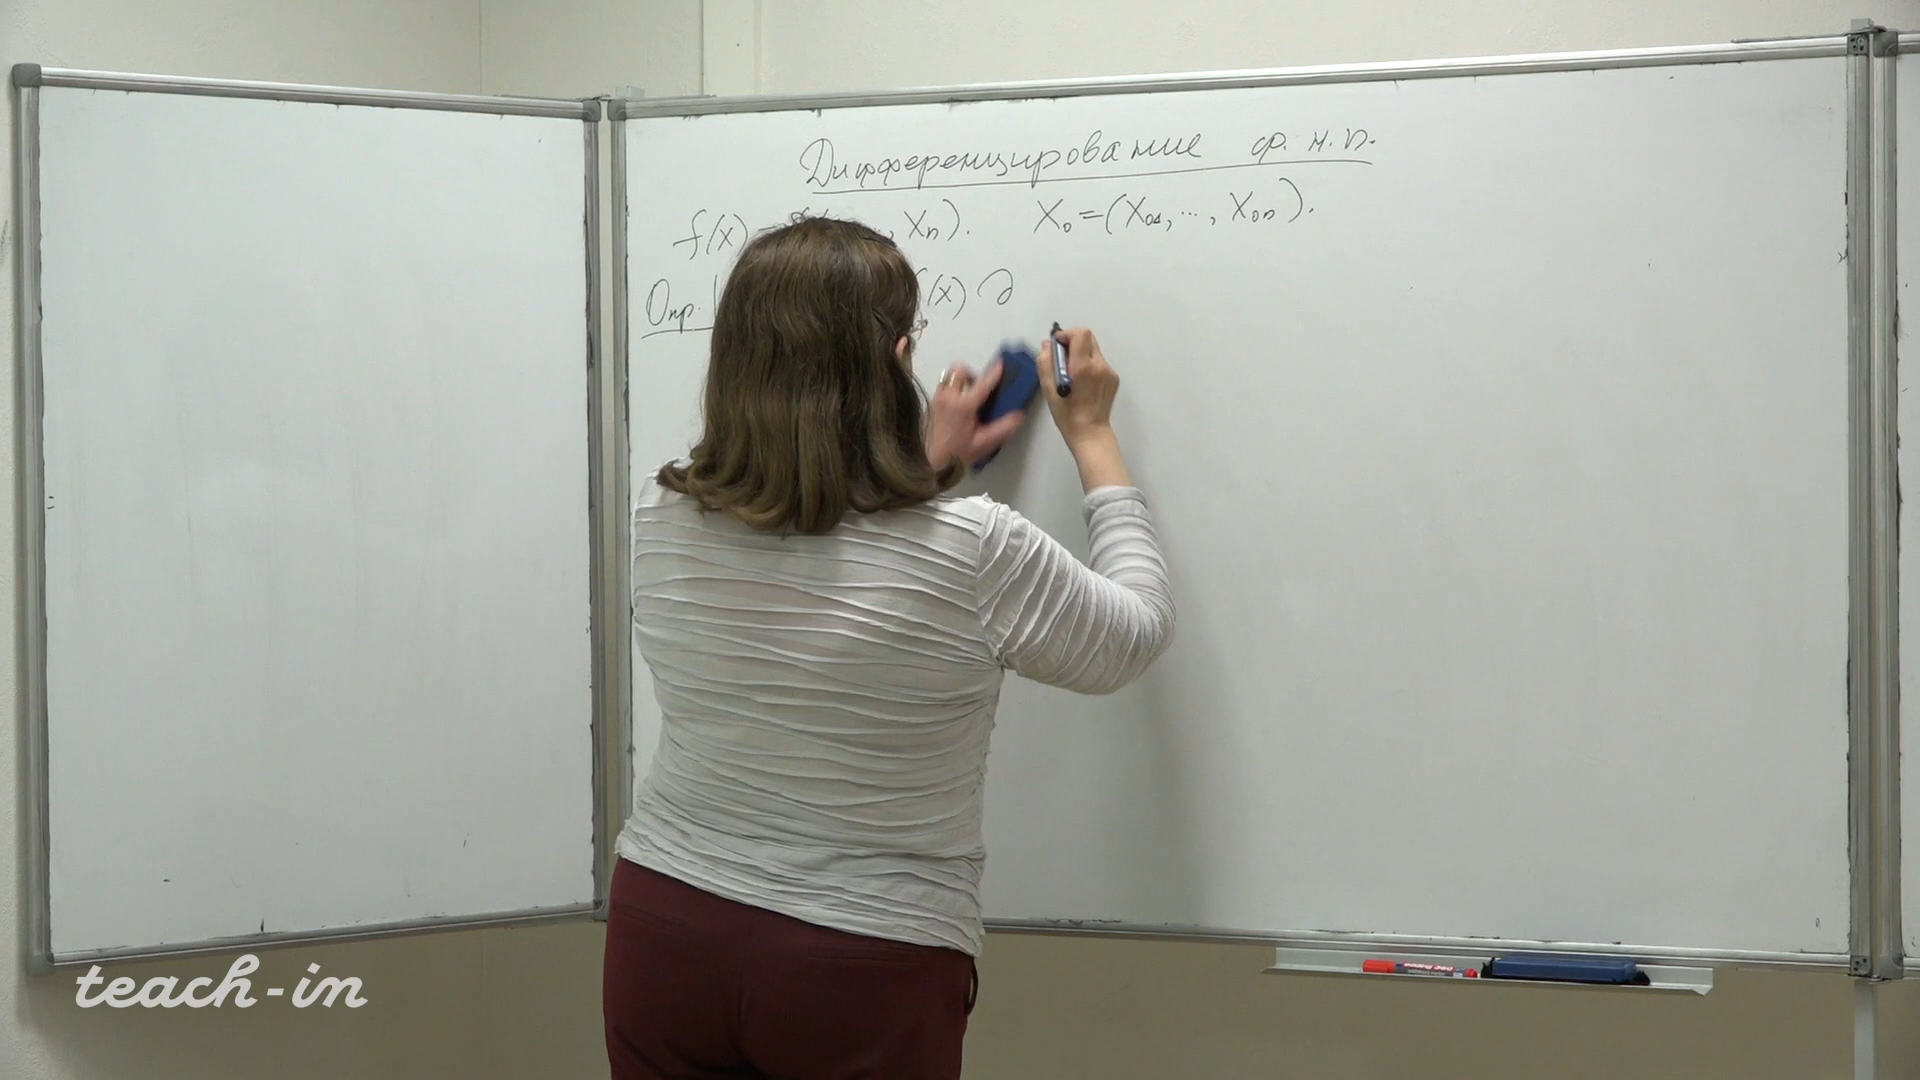 Дифференцирование ф. н. п.
f(x) = f( , xn). X0=(X01, ..., X0n).
Опр. f(x) д
teach-in